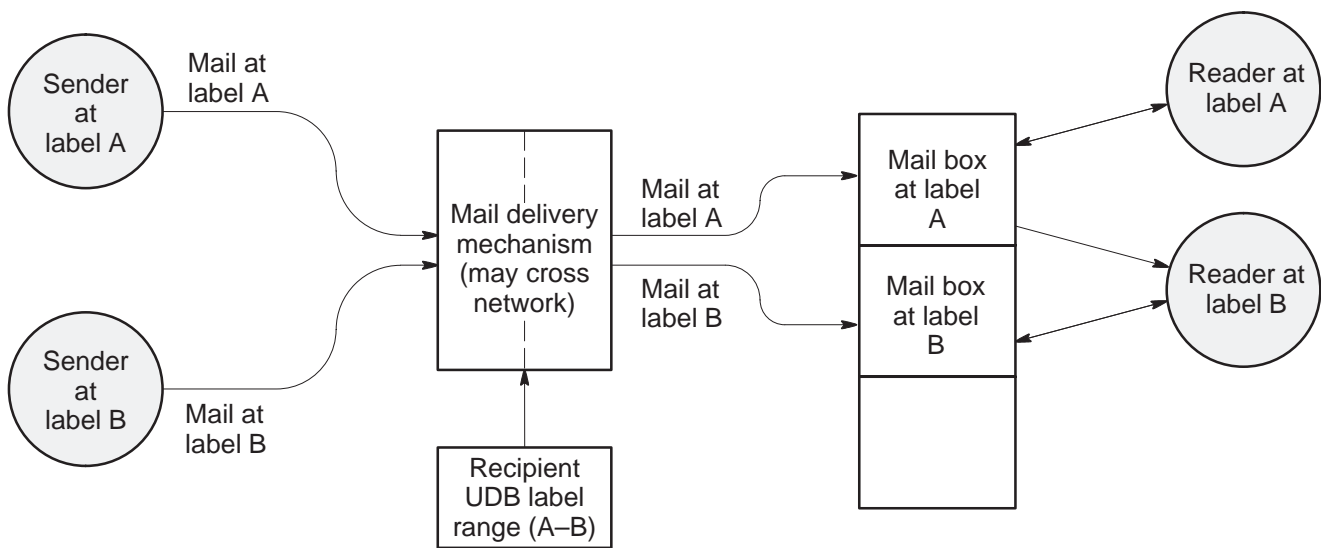 Sender
at
label A
Mail at
label A
Sender
at
label B
Mail at
label B
Mail delivery
mechanism
(may cross
network)
Recipient
UDB label
range (A–B)
Mail at
label A
Mail at
label B
Mail box
at label
A
Mail box
at label
B
Reader at
label A
Reader at
label B